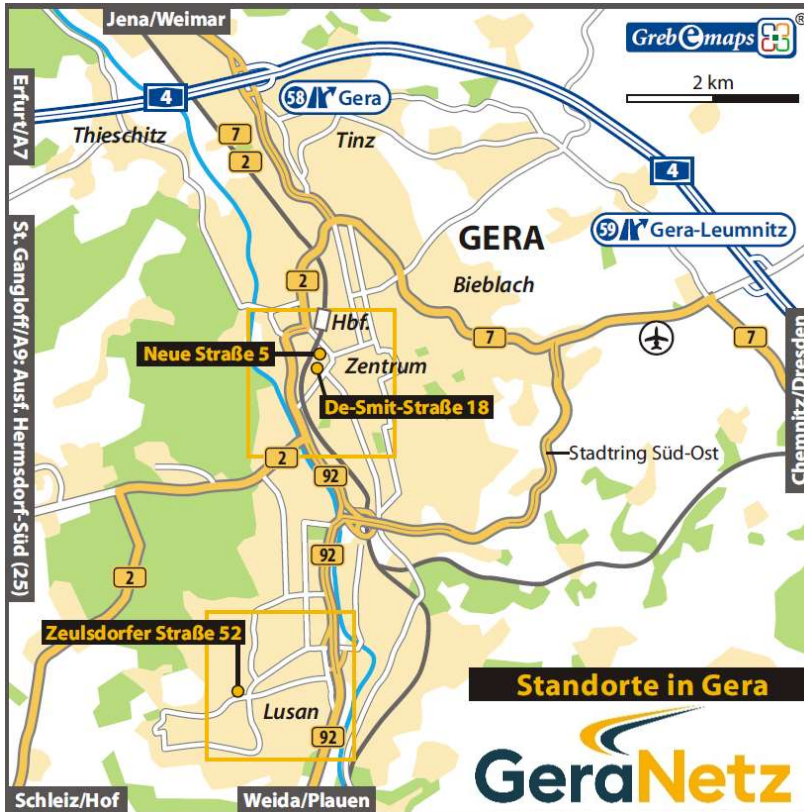 Jena/Weimar
Grebemaps ®
2 km
4
58 Gera
Erfurt/A7
Thieschitz
7
2
Tinz
4
St. Gangloff/A9: Ausf. Hermsdorf-Süd (25)
GERA
59 Gera-Leumnitz
Bieblach
2
Hbf.
7
7
Neue Straße 5
Zentrum
De-Smit-Straße 18
Chemnitz/Dresden
2
92
Stadtring Süd-Ost
92
2
Zeulsdorfer Straße 52
Standorte in Gera
Lusan
92
GeraNetz
Schleiz/Hof
Weida/Plauen